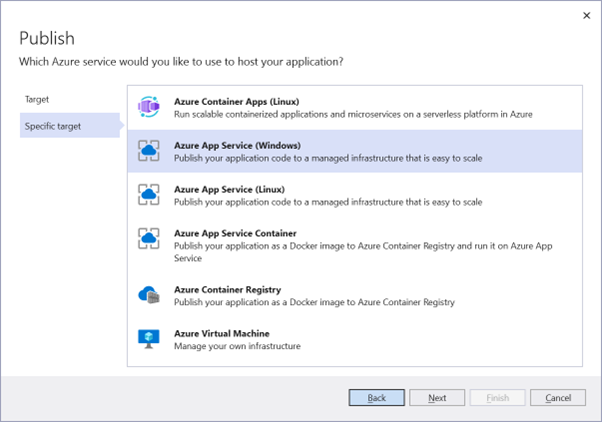 Publish
Which Azure service would you like to use to host your application?
Target
Specific target
Azure Container Apps (Linux)
Run scalable containerized applications and microservices on a serverless platform in Azure
Azure App Service (Windows)
Publish your application code to a managed infrastructure that is easy to scale
Azure App Service (Linux)
Publish your application code to a managed infrastructure that is easy to scale
Azure App Service Container
Publish your application as a Docker image to Azure Container Registry and run it on Azure App
Service
Azure Container Registry
Publish your application as a Docker image to Azure Container Registry
Azure Virtual Machine
Manage your own infrastructure
Back
Next
Finish
Cancel